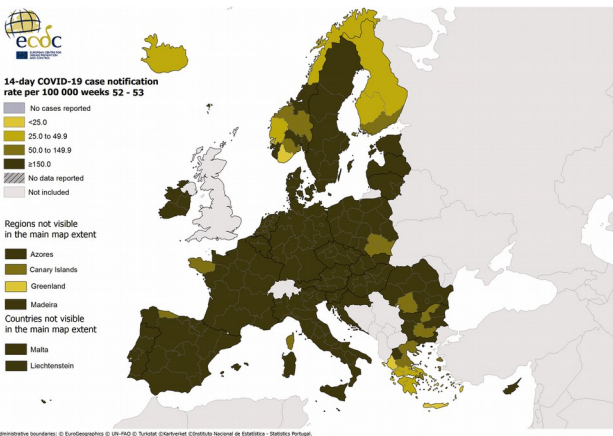 ecdc
EUROPEAN CENTRE FOR
DISEASE PREVENTION
AND CONTROL
14-day COVID-19 case notification
rate per 100 000 weeks 52 - 53
No cases reported
<25.0
25.0 to 49.9
50.0 to 149.9
≥150.0
No data reported
Not included
Regions not visible
in the main map extent
Azores
Canary Islands
Greenland
Madeira
Countries not visible
in the main map extent
Malta
Liechtenstein
dministrative boundaries: © EuroGeographics © UN-FAO © Turkstat ©Kartverket ©Instituto Nacional de Estatística - Statistics Portugal.